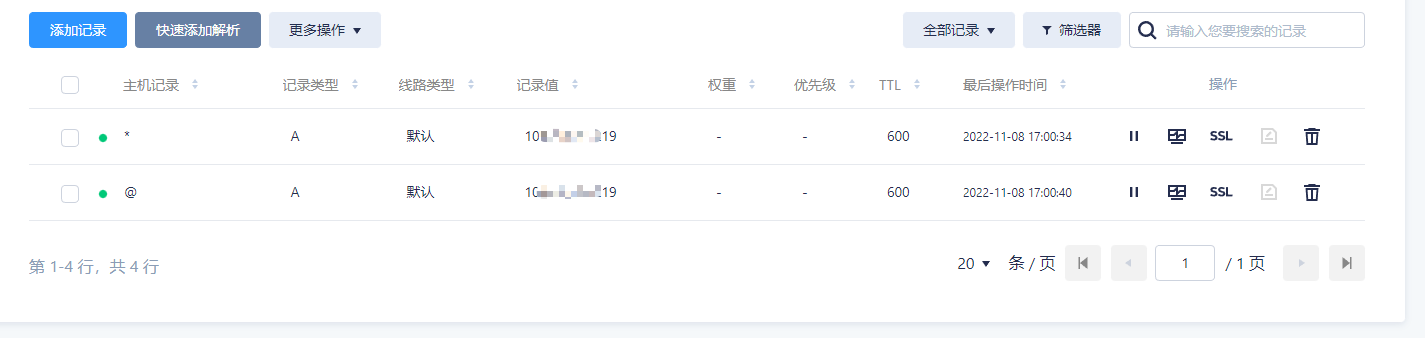 添加记录 快速添加解析 更多操作 全部记录 筛选器 请输入您要搜索的记录
主机记录 记录类型 线路类型 记录值 权重 优先级 TTL 最后操作时间 操作
* A 默认 10 19 - - 600 2022-11-08 17:00:34 SSL
@ A 默认 10 19 - - 600 2022-11-08 17:00:40 SSL
第 1-4 行，共 4 行 20 条 / 页 1 / 1 页